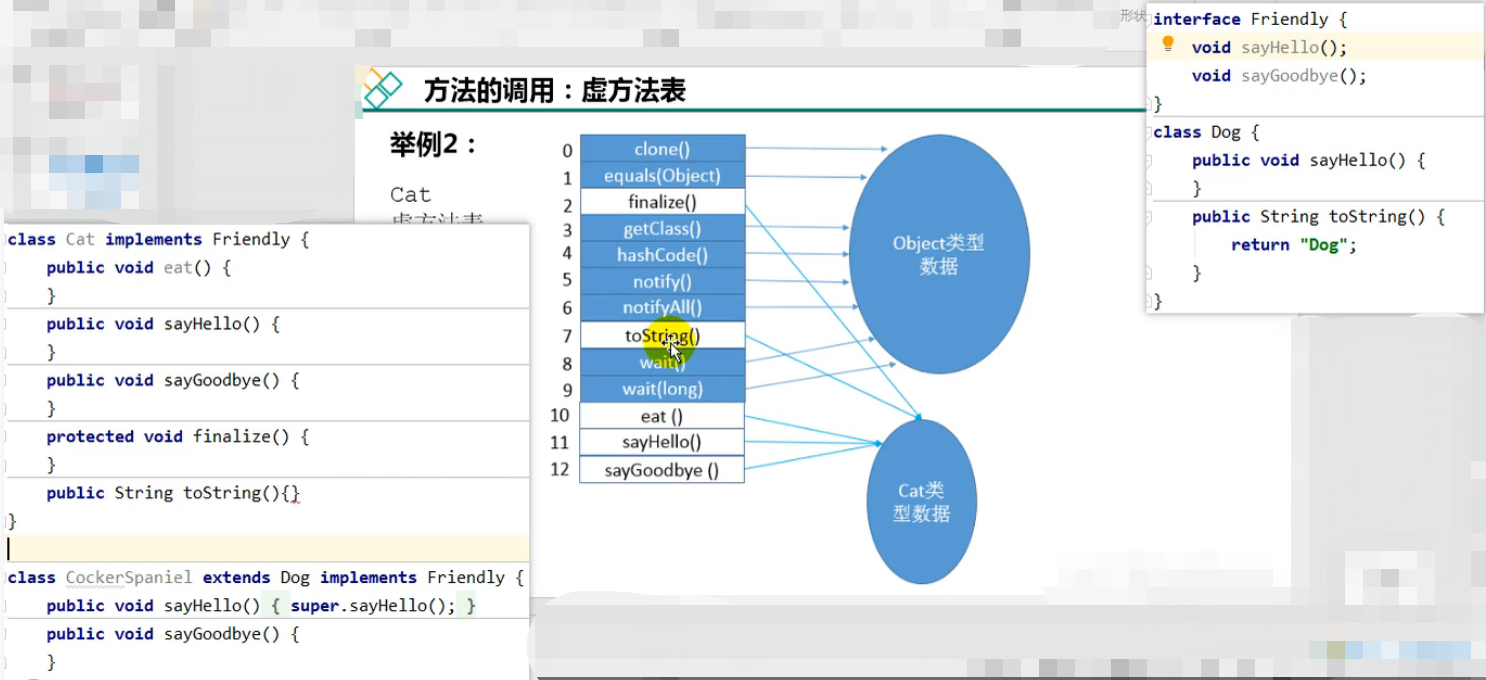 形状
方法的调用：虚方法表
举例2：
Cat
虚方法表
0 clone()
1 equals(Object)
2 finalize()
3 getClass()
4 hashCode()
5 notify()
6 notifyAll()
7 toString()
8 wait()
9 wait(long)
10 eat ()
11 sayHello()
12 sayGoodbye ()
Object类型
数据
Cat类
型数据
class Cat implements Friendly {
public void eat() {
}
public void sayHello() {
}
public void sayGoodbye() {
}
protected void finalize() {
}
public String toString(){}
}
class CockerSpaniel extends Dog implements Friendly {
public void sayHello() { super.sayHello(); }
public void sayGoodbye() {
}
interface Friendly {
void sayHello();
void sayGoodbye();
}
class Dog {
public void sayHello() {
}
public String toString() {
return "Dog";
}
}